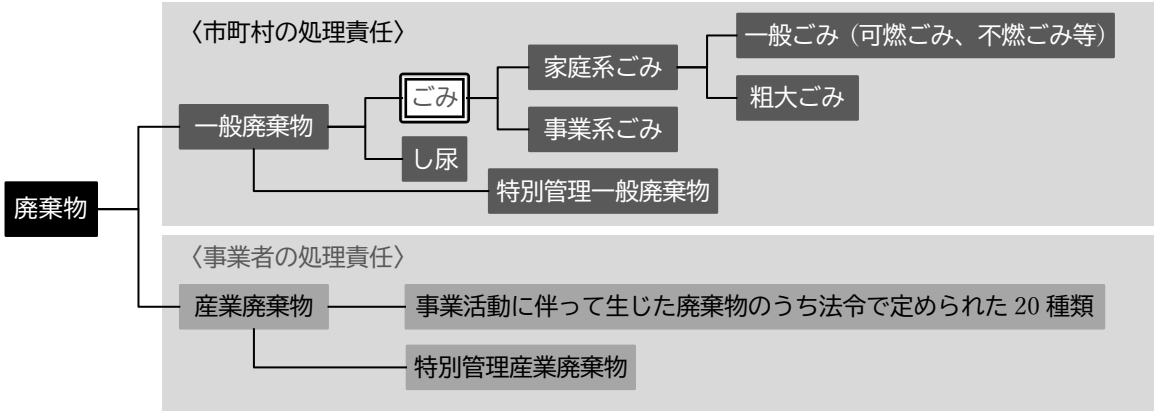 〈市町村の処理責任〉
一般ごみ（可燃ごみ、不燃ごみ等）
家庭系ごみ
ごみ
粗大ごみ
一般廃棄物
事業系ごみ
し尿
特別管理一般廃棄物
廃棄物
〈事業者の処理責任〉
産業廃棄物
事業活動に伴って生じた廃棄物のうち法令で定められた 20 種類
特別管理産業廃棄物